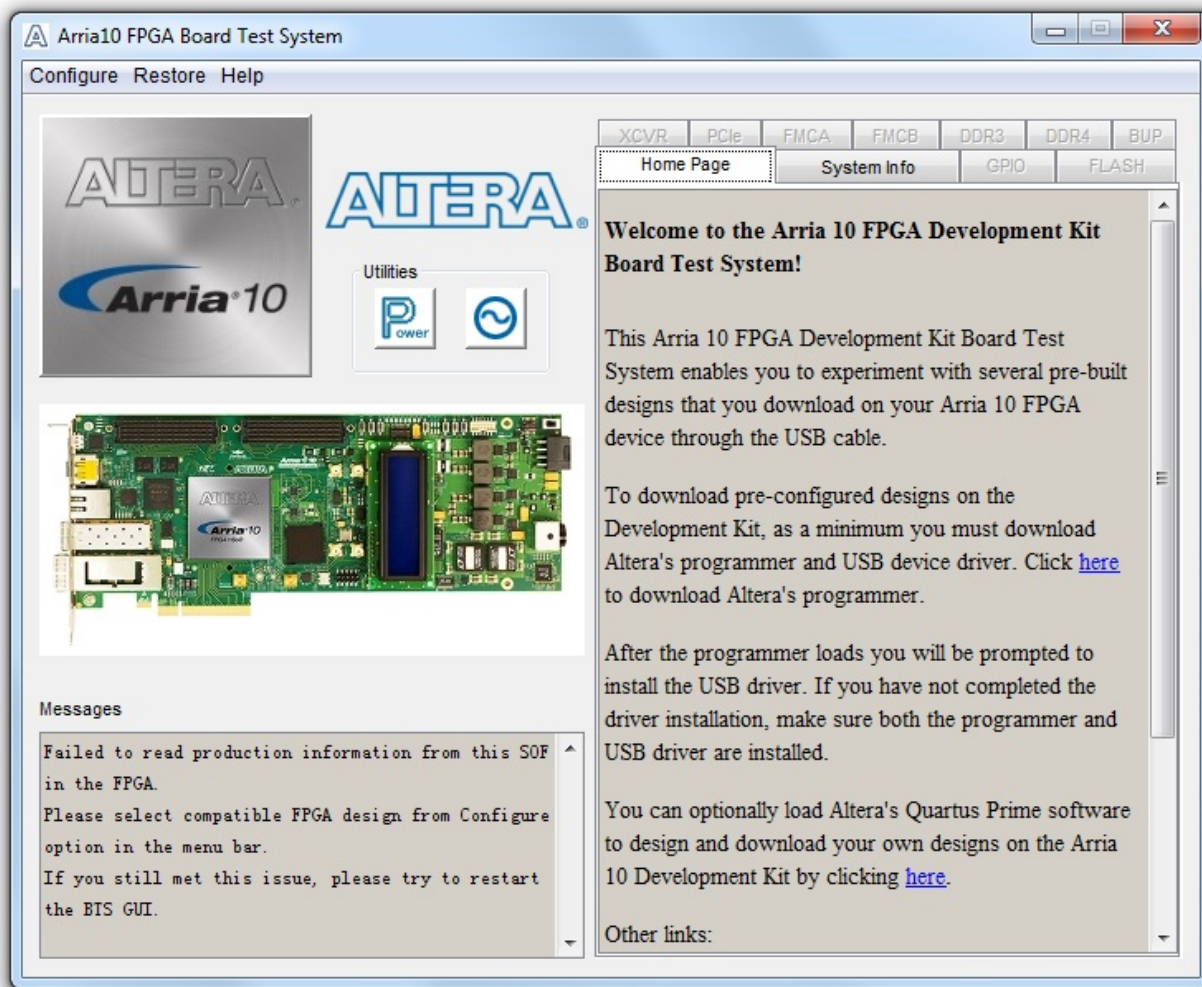 Arria10 FPGA Board Test System
Configure Restore Help
ALTERA.
Arria 10
ALTERA®
Utilities
Power
XCVR PCIe FMCA FMCB DDR3 DDR4 BUP
Home Page System Info GPIO FLASH
Welcome to the Arria 10 FPGA Development Kit
Board Test System!
This Arria 10 FPGA Development Kit Board Test
System enables you to experiment with several pre-built
designs that you download on your Arria 10 FPGA
device through the USB cable.
To download pre-configured designs on the
Development Kit, as a minimum you must download
Altera's programmer and USB device driver. Click here
to download Altera's programmer.
After the programmer loads you will be prompted to
install the USB driver. If you have not completed the
driver installation, make sure both the programmer and
USB driver are installed.
You can optionally load Altera's Quartus Prime software
to design and download your own designs on the Arria
10 Development Kit by clicking here.
Other links:
ALTERA
Arria 10
Messages
Failed to read production information from this SOF
in the FPGA.
Please select compatible FPGA design from Configure
option in the menu bar.
If you still met this issue, please try to restart
the BTS GUI.